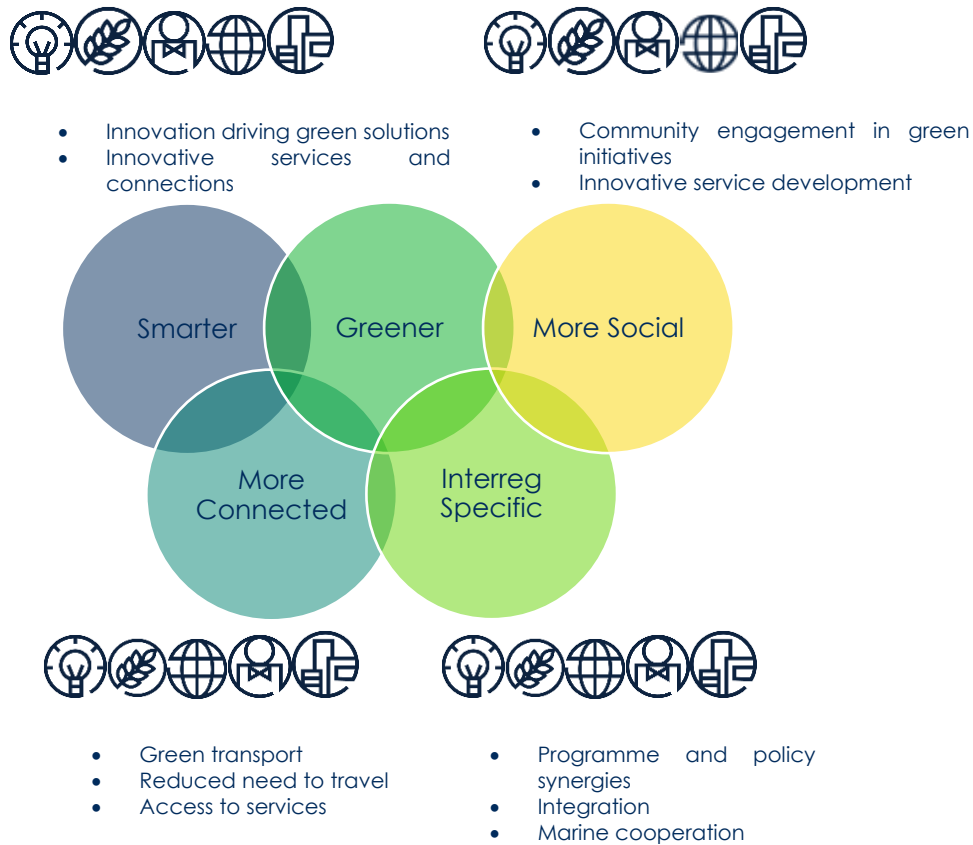 • Innovation driving green solutions
• Innovative services and
connections
• Community engagement in green
initiatives
• Innovative service development
Smarter
Greener
More Social
More
Connected
Interreg
Specific
• Green transport
• Reduced need to travel
• Access to services
• Programme and policy
synergies
• Integration
• Marine cooperation